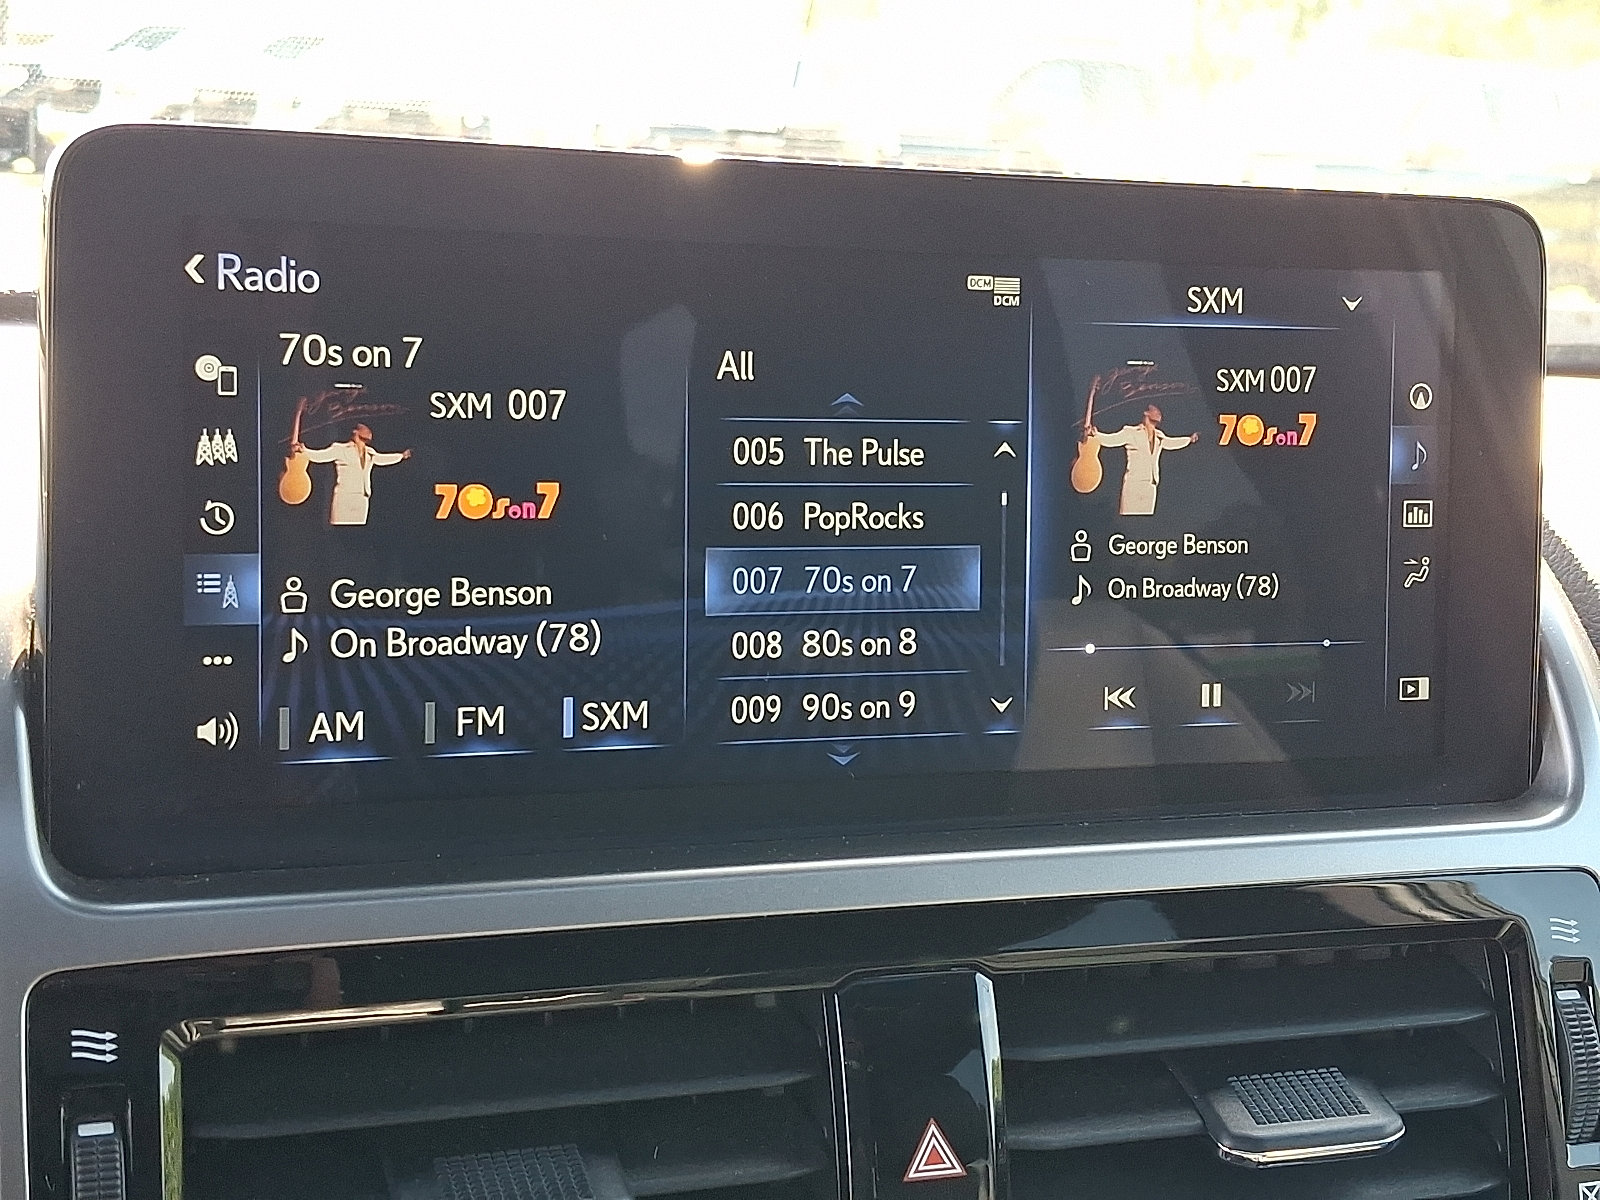 Radio
DCM
DCM
70s on 7
SXM 007
70s on 7
George Benson
On Broadway (78)
AM
FM
SXM
All
005 The Pulse
006 PopRocks
007 70s on 7
008 80s on 8
009 90s on 9
SXM
SXM 007
70s on 7
George Benson
On Broadway (78)